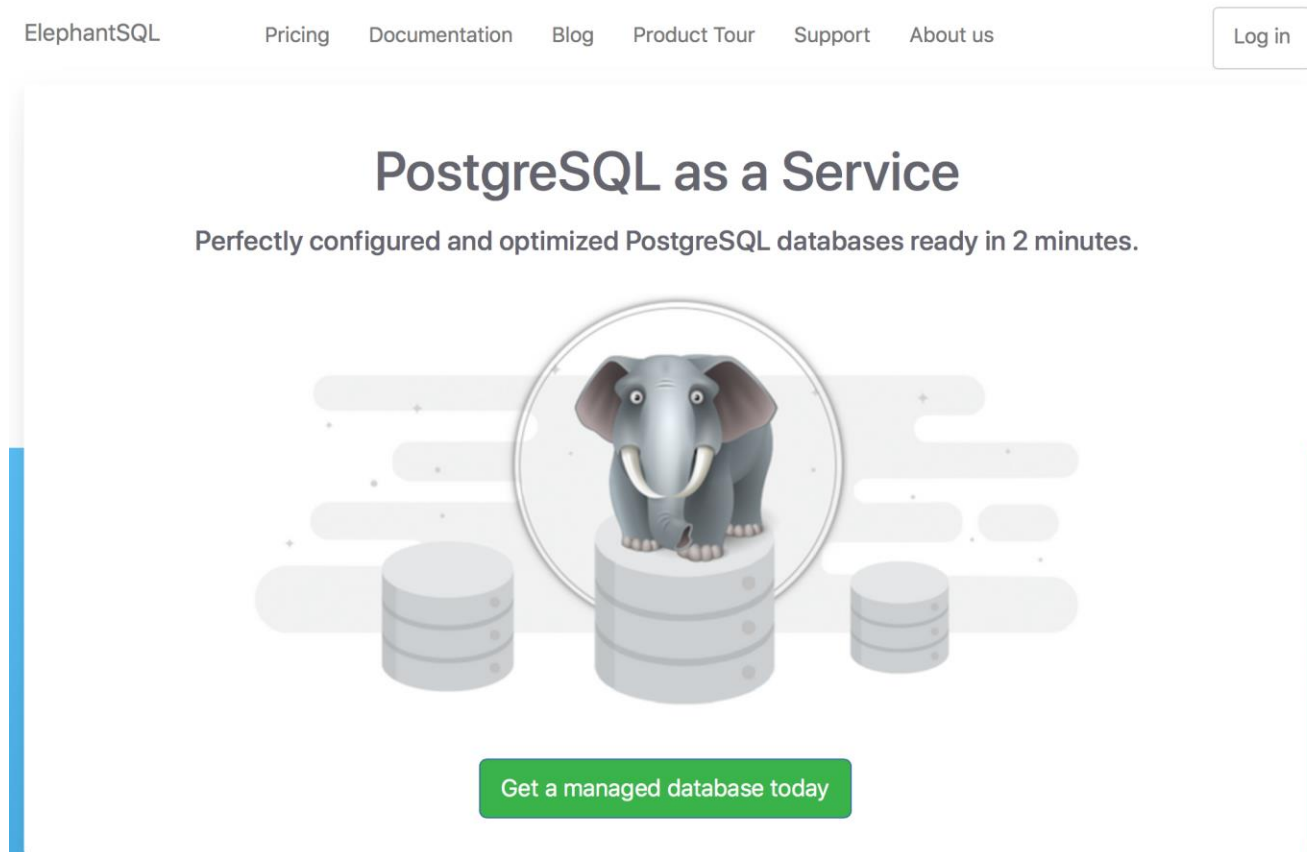 ElephantSQL Pricing Documentation Blog Product Tour Support About us Log in
PostgreSQL as a Service
Perfectly configured and optimized PostgreSQL databases ready in 2 minutes.
Get a managed database today